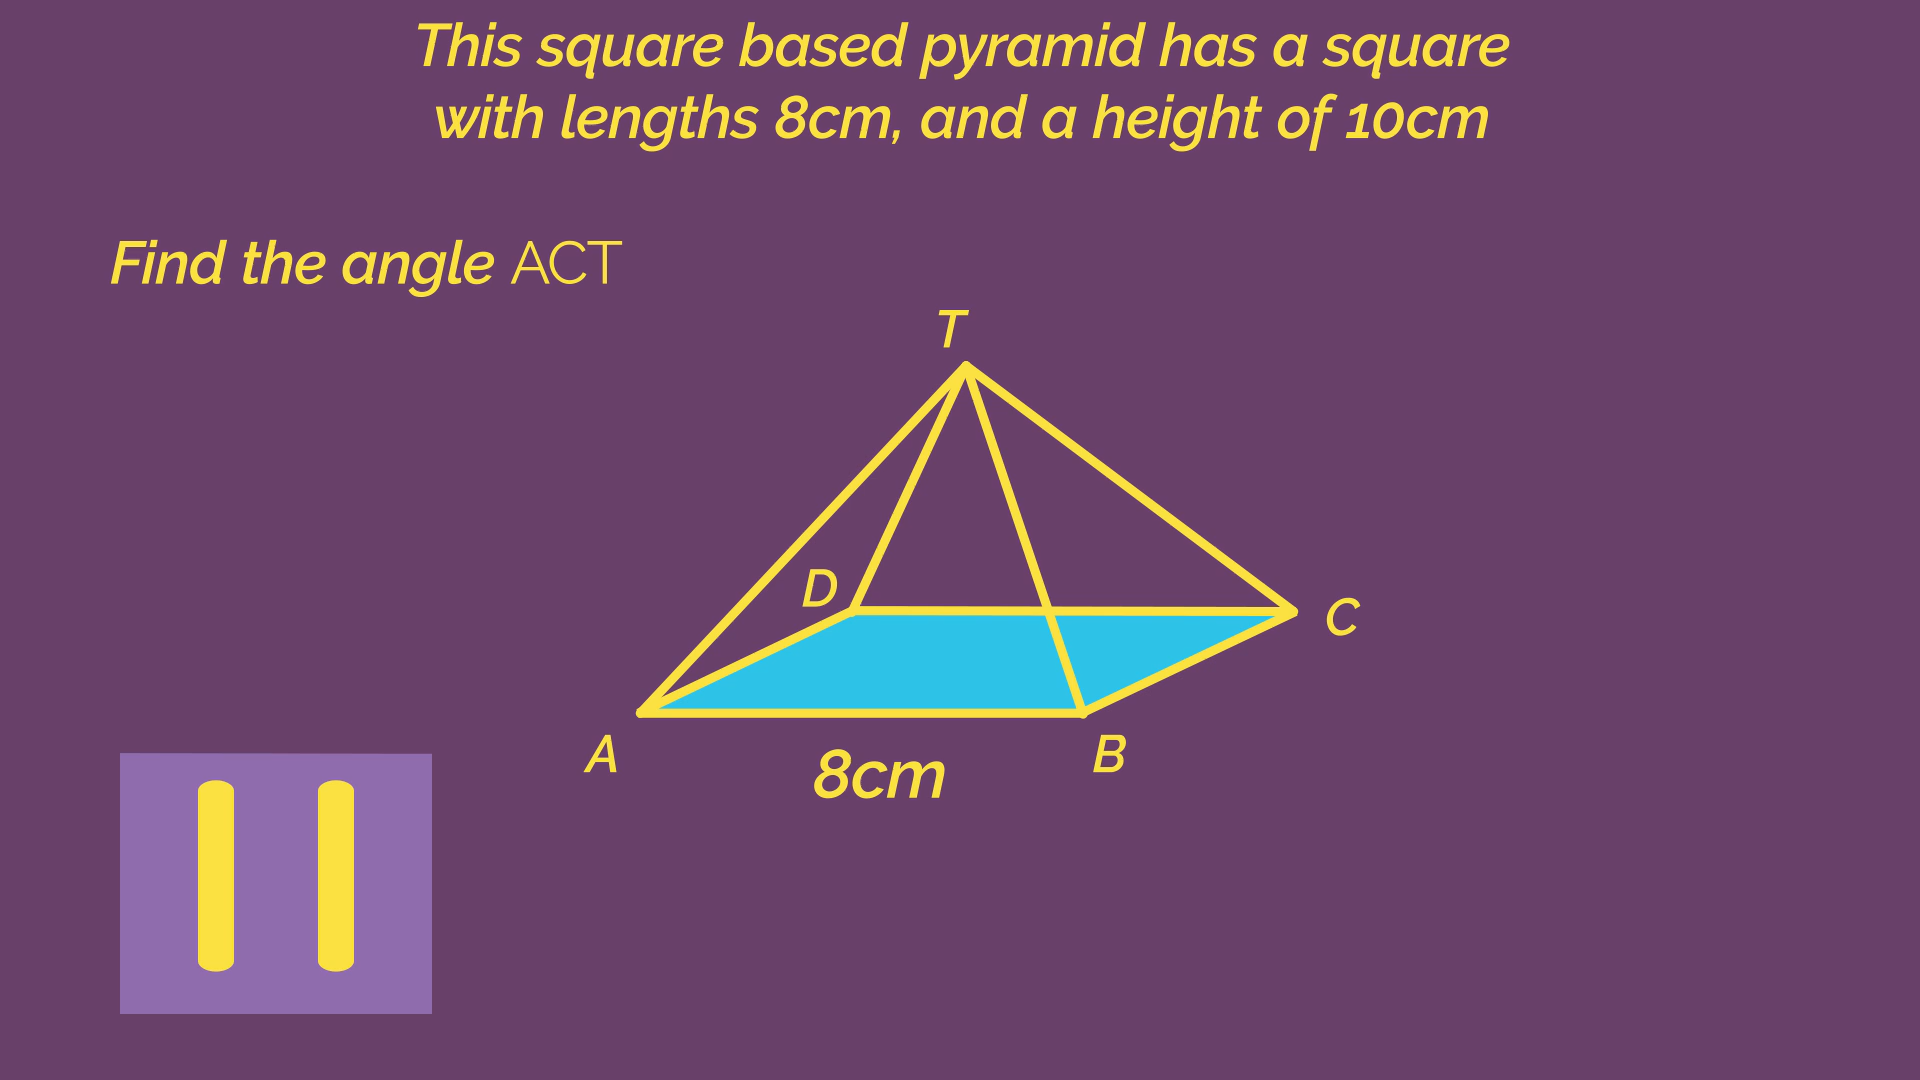 This square based pyramid has a square
with lengths 8cm, and a height of 10cm
Find the angle ACT
T
D
C
A
B
8cm